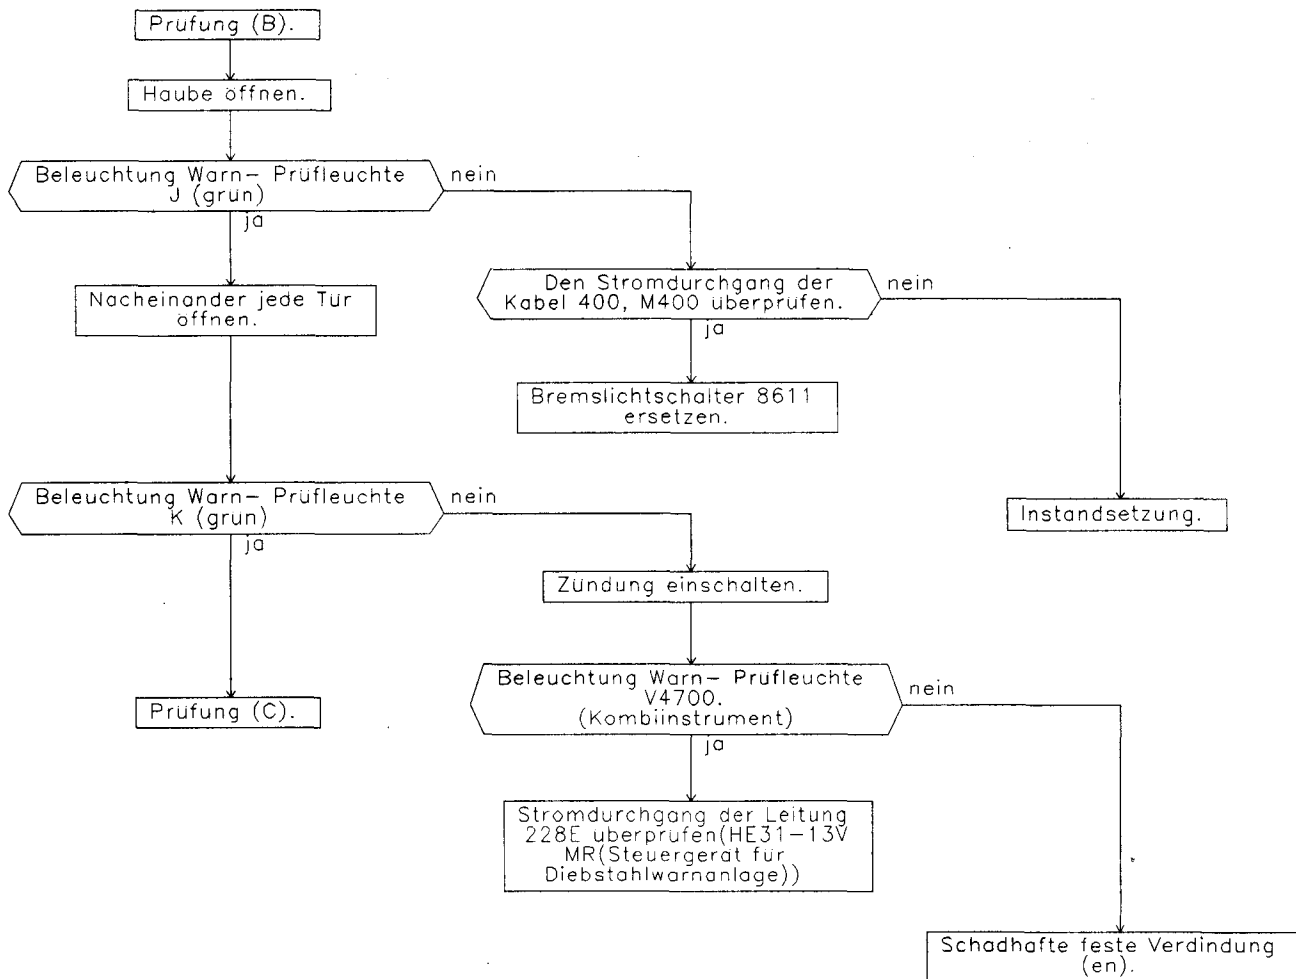 Prüfung (B).
Haube öffnen.
Beleuchtung Warn- Prüfleuchte
J (grün)
nein
ja
Den Stromdurchgang der
Kabel 400, M400 überprüfen.
nein
ja
Nacheinander jede Tür
öffnen.
Bremslichtschalter 8611
ersetzen.
Beleuchtung Warn- Prüfleuchte
K (grün)
nein
ja
Instandsetzung.
Zündung einschalten.
Beleuchtung Warn- Prüfleuchte
V4700.
(Kombiinstrument)
nein
ja
Prüfung (C).
Stromdurchgang der Leitung
228E überprüfen(HE31-13V
MR(Steuergerät für
Diebstahlwarnanlage))
Schadhafte feste Verdindung
(en).